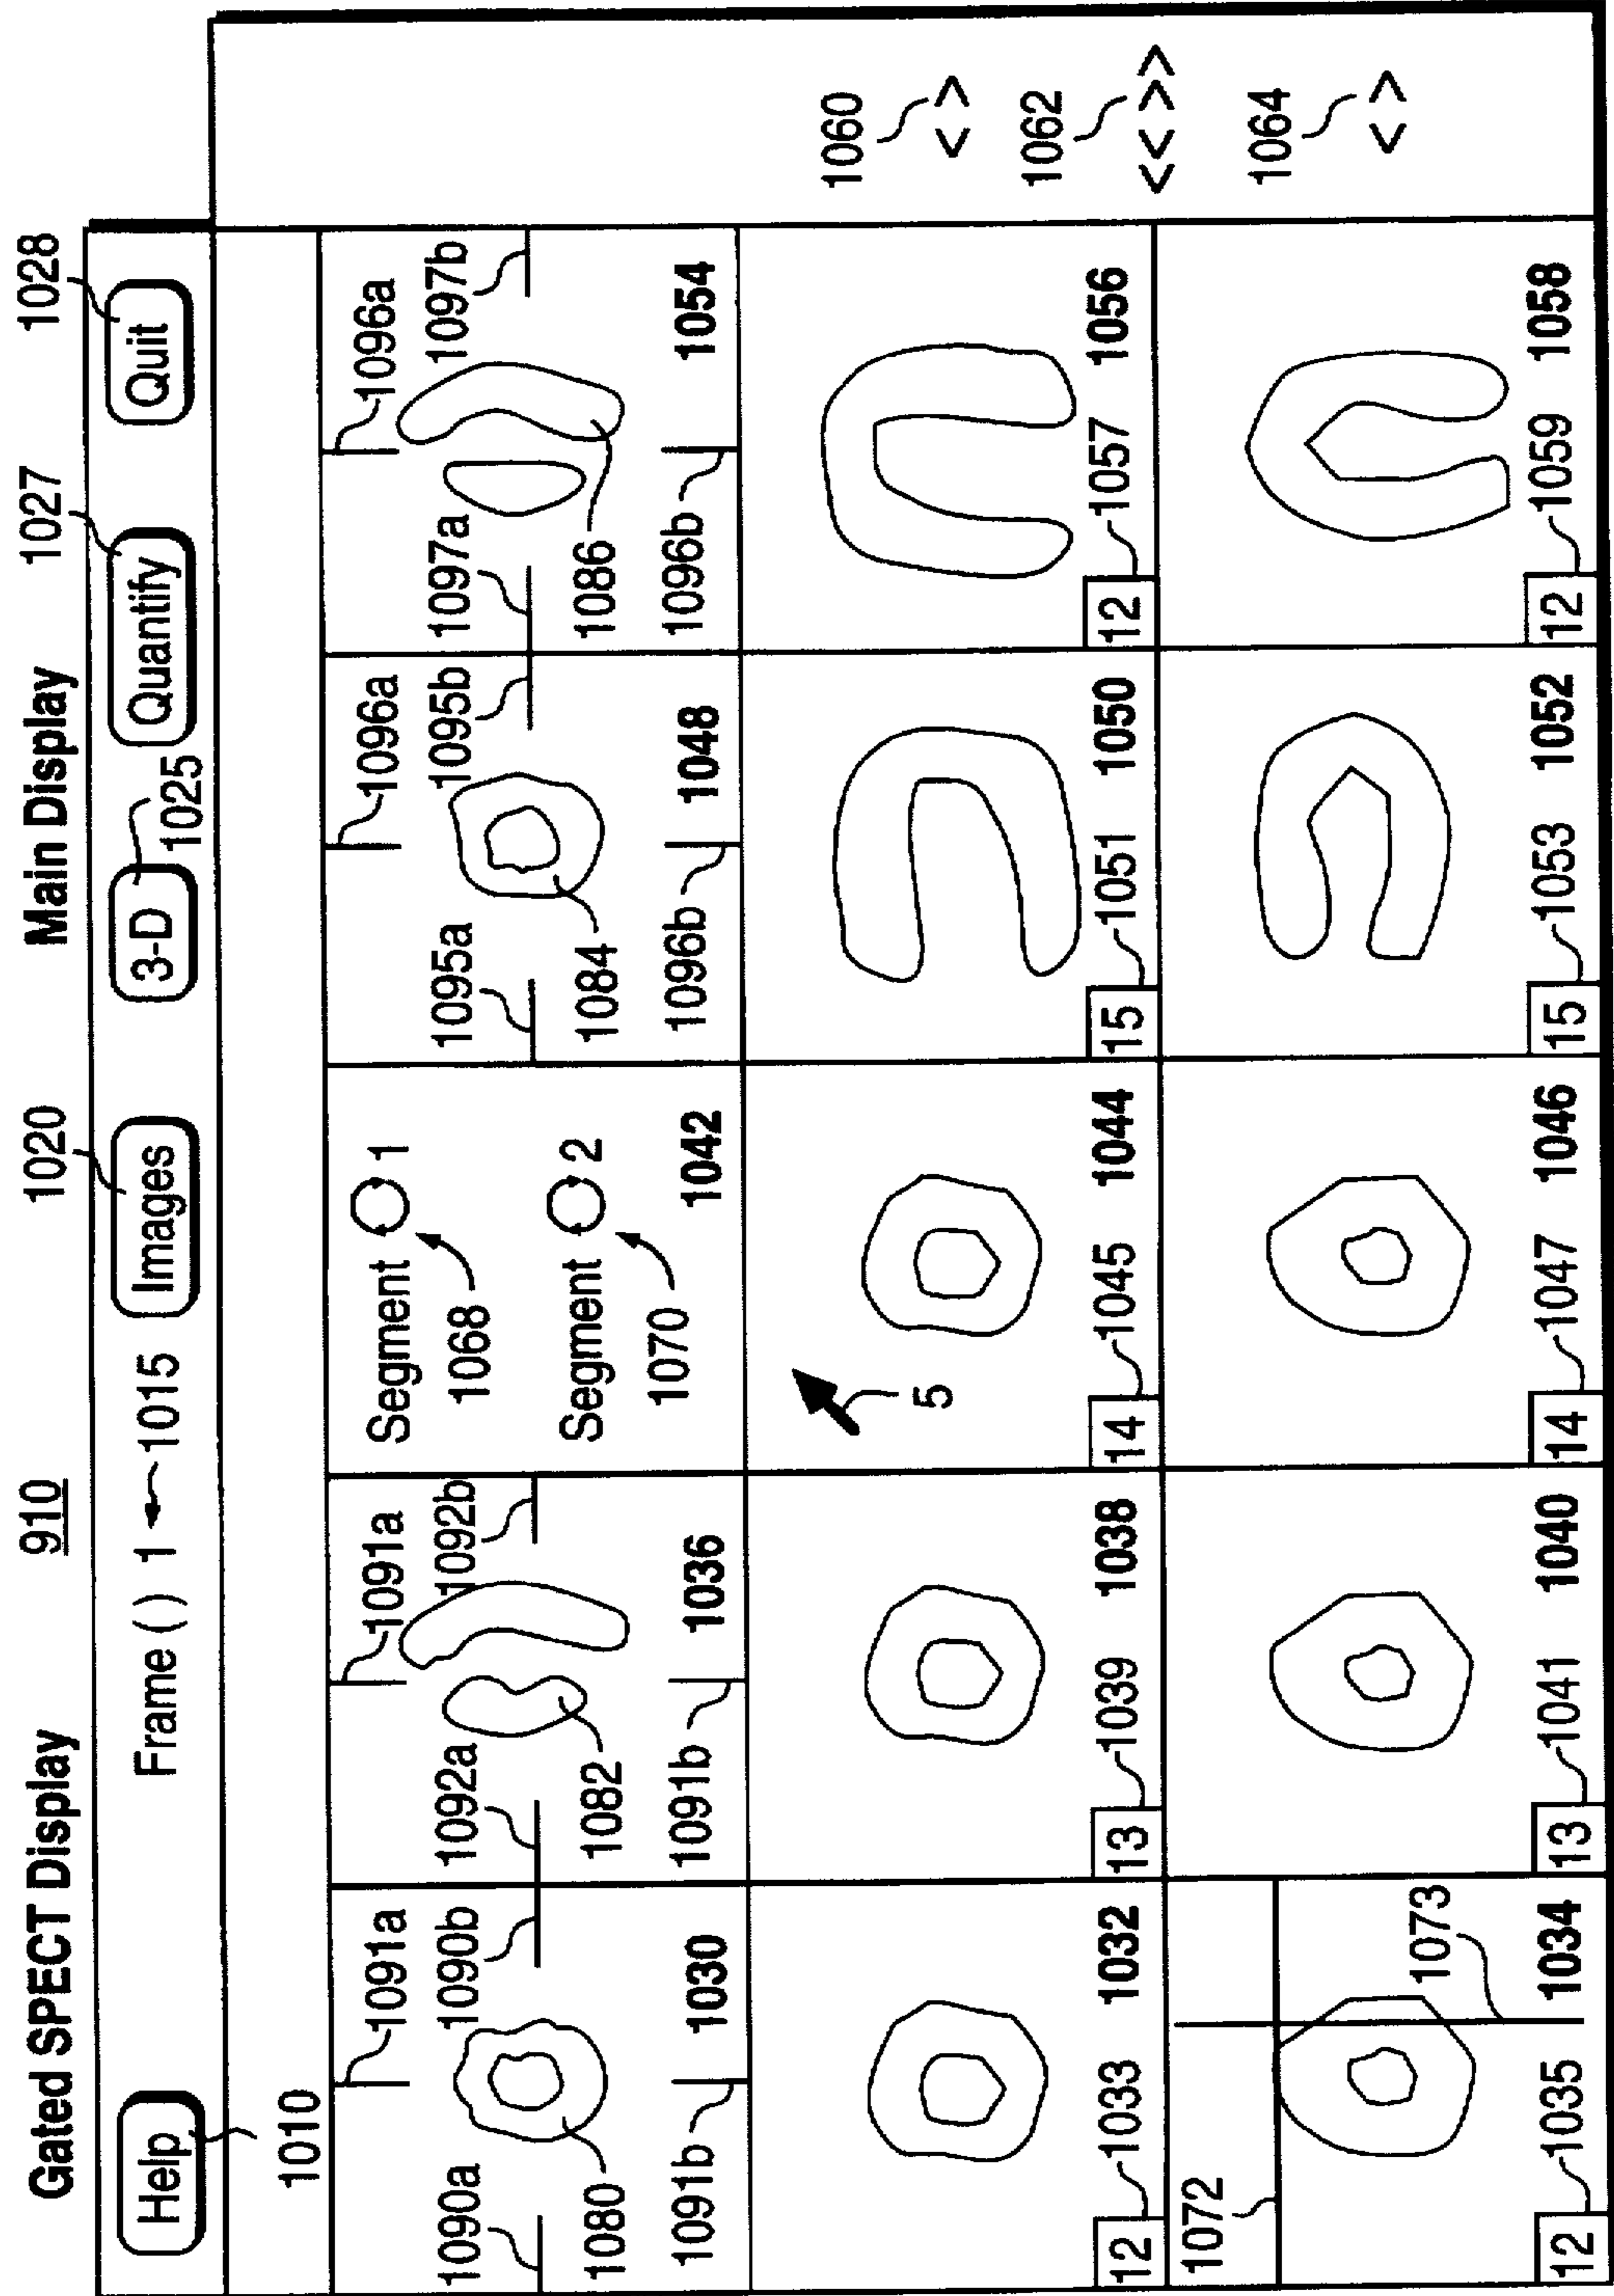 910
Gated SPECT Display Main Display
1020 1027 1028
Help Frame ( ) 1 1015 Images 3-D Quantify Quit
1025
1010
1091a 1091a Segment 1 1096a 1096a
1090a 1090b 1092a 1092b 1068 1095a 1095b 1097a 1097b
1080 1082 Segment 2 1084 1086
1091b 1030 1091b 1036 1070 1042 1096b 1048 1096b 1054
1060
< >
5
1062
<< >>
12 1033 1032 13 1039 1038 14 1045 1044 15 1051 1050 12 1057 1056
1072
1064
< >
1073
12 1035 1034 13 1041 1040 14 1047 1046 15 1053 1052 12 1059 1058